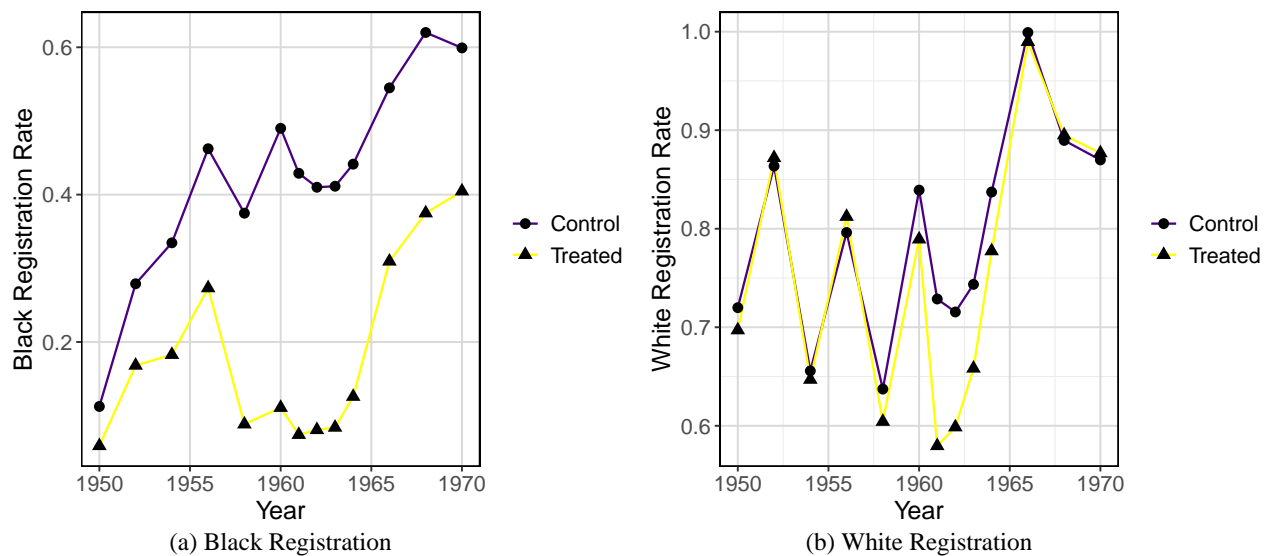 Black Registration Rate
0.6
0.4
0.2
1950 1955 1960 1965 1970
Year
Control
Treated
(a) Black Registration
White Registration Rate
1.0
0.9
0.8
0.7
0.6
1950 1955 1960 1965 1970
Year
Control
Treated
(b) White Registration